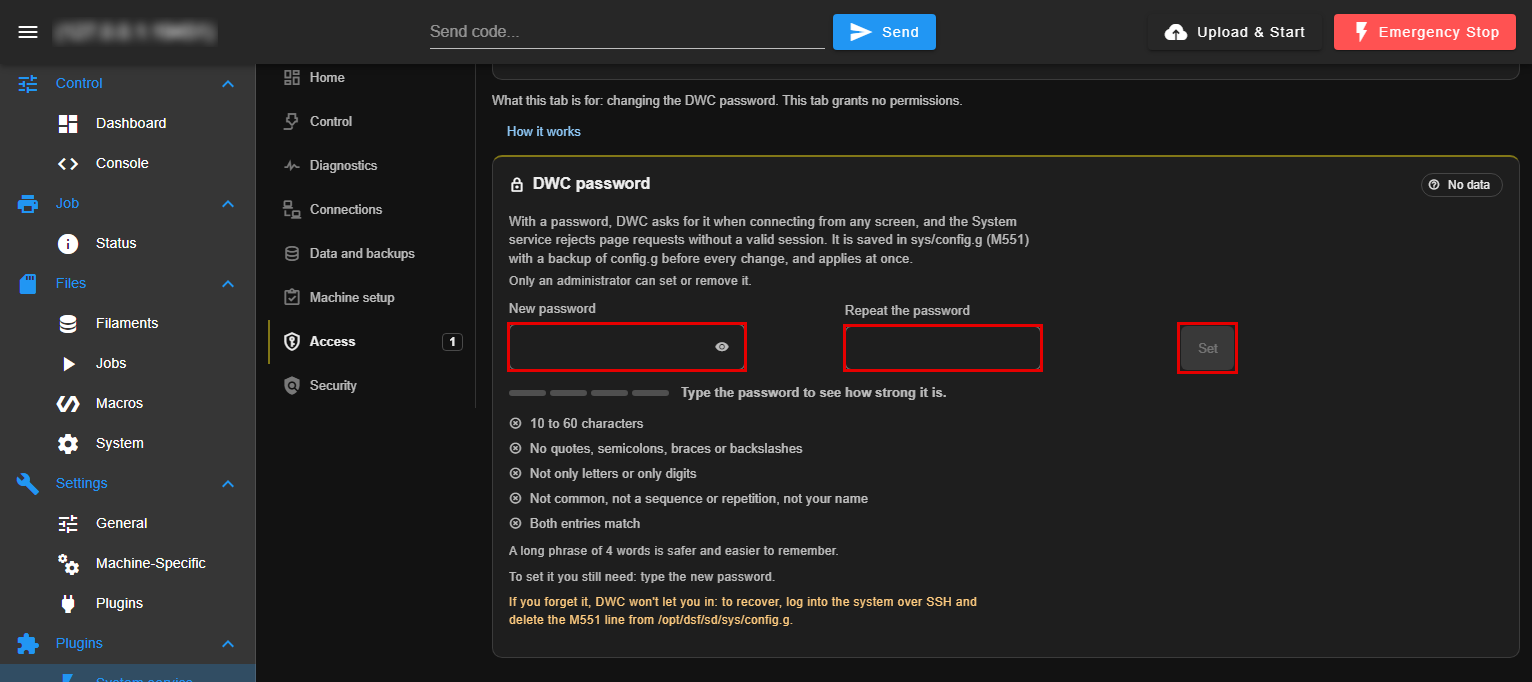 Send code...
Send
Upload & Start
Emergency Stop
Control
Dashboard
Console
Job
Status
Files
Filaments
Jobs
Macros
System
Settings
General
Machine-Specific
Plugins
Plugins
System service
Home
Control
Diagnostics
Connections
Data and backups
Machine setup
Access
1
Security
What this tab is for: changing the DWC password. This tab grants no permissions.
How it works
DWC password
No data
With a password, DWC asks for it when connecting from any screen, and the System
service rejects page requests without a valid session. It is saved in sys/config.g (M551)
with a backup of config.g before every change, and applies at once.
Only an administrator can set or remove it.
New password
Repeat the password
Set
Type the password to see how strong it is.
10 to 60 characters
No quotes, semicolons, braces or backslashes
Not only letters or only digits
Not common, not a sequence or repetition, not your name
Both entries match
A long phrase of 4 words is safer and easier to remember.
To set it you still need: type the new password.
If you forget it, DWC won't let you in: to recover, log into the system over SSH and
delete the M551 line from /opt/dsf/sd/sys/config.g.